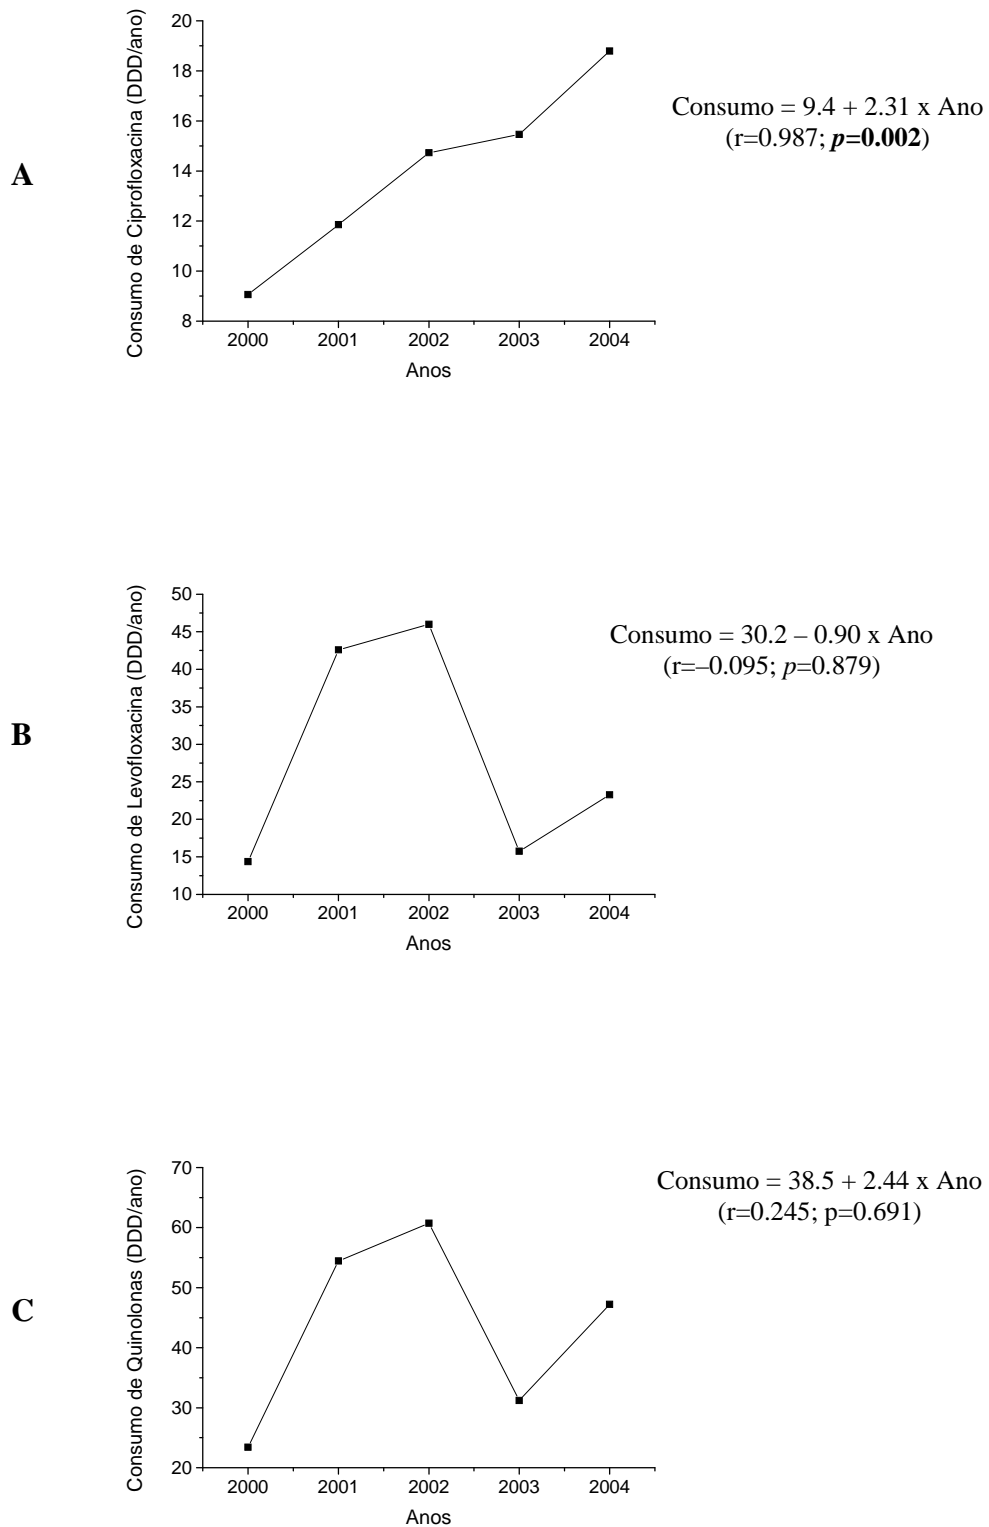 A
Consumo de Ciprofloxacina (DDD/ano)
20
18
16
14
12
10
8
2000 2001 2002 2003 2004
Anos
Consumo = 9.4 + 2.31 x Ano
(r=0.987; p=0.002)
B
Consumo de Levofloxacina (DDD/ano)
50
45
40
35
30
25
20
15
10
2000 2001 2002 2003 2004
Anos
Consumo = 30.2 – 0.90 x Ano
(r=–0.095; p=0.879)
C
Consumo de Quinolonas (DDD/ano)
70
60
50
40
30
20
2000 2001 2002 2003 2004
Anos
Consumo = 38.5 + 2.44 x Ano
(r=0.245; p=0.691)